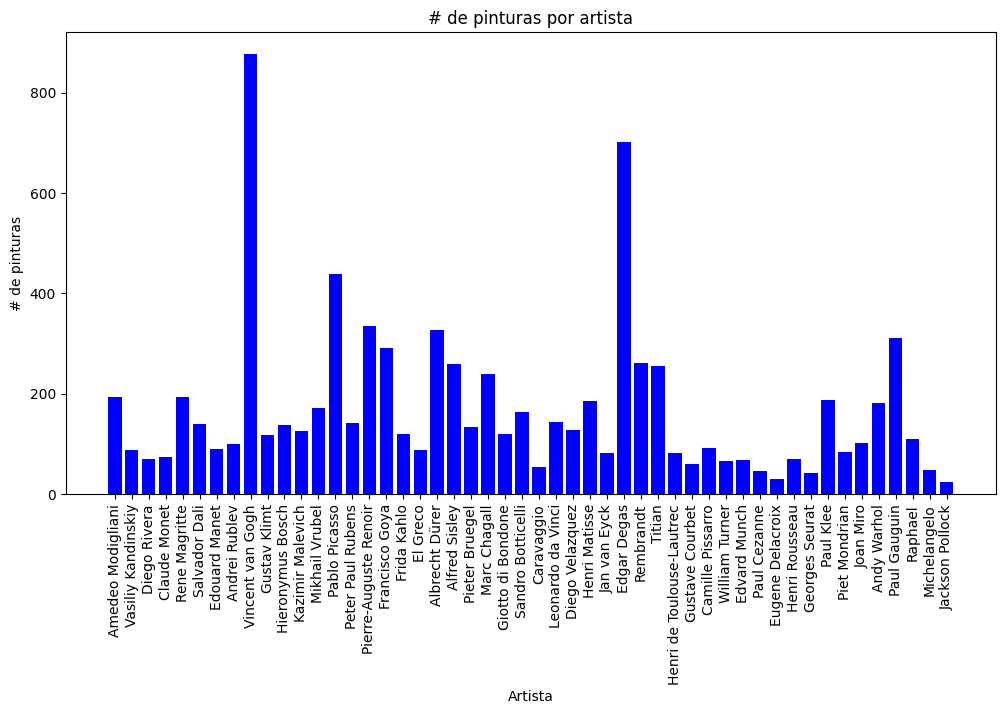 # de pinturas por artista
# de pinturas
800
600
400
200
0
Amedeo Modigliani
Vasiliy Kandinskiy
Diego Rivera
Claude Monet
Rene Magritte
Salvador Dali
Edouard Manet
Andrei Rublev
Vincent van Gogh
Gustav Klimt
Hieronymus Bosch
Kazimir Malevich
Mikhail Vrubel
Pablo Picasso
Peter Paul Rubens
Pierre-Auguste Renoir
Francisco Goya
Frida Kahlo
El Greco
Albrecht Dürer
Alfred Sisley
Pieter Bruegel
Marc Chagall
Giotto di Bondone
Sandro Botticelli
Caravaggio
Leonardo da Vinci
Diego Velazquez
Henri Matisse
Jan van Eyck
Edgar Degas
Rembrandt
Titian
Henri de Toulouse-Lautrec
Gustave Courbet
Camille Pissarro
William Turner
Edvard Munch
Paul Cezanne
Eugene Delacroix
Henri Rousseau
Georges Seurat
Paul Klee
Piet Mondrian
Joan Miro
Andy Warhol
Paul Gauguin
Raphael
Michelangelo
Jackson Pollock
Artista